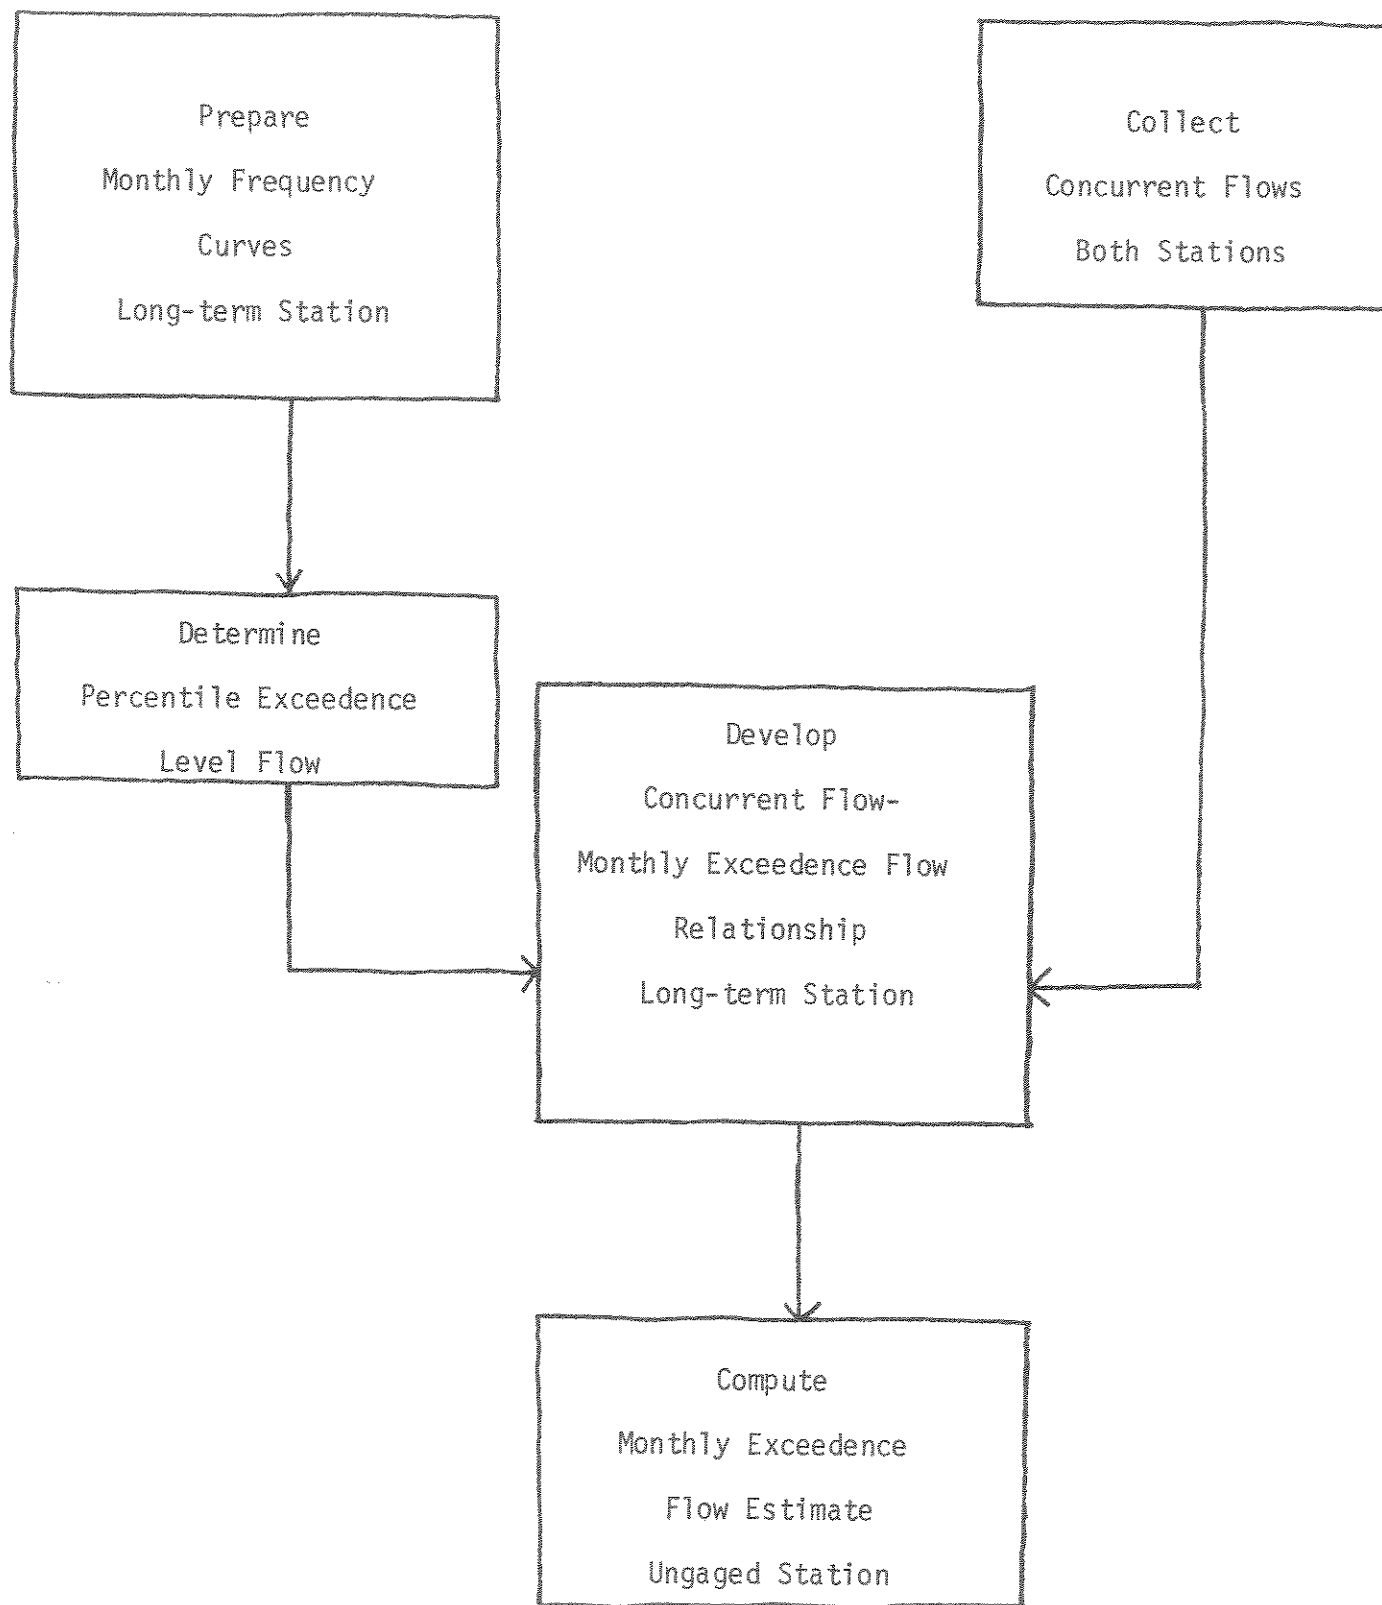 Prepare
Monthly Frequency
Curves
Long-term Station
Collect
Concurrent Flows
Both Stations
Determine
Percentile Exceedence
Level Flow
Develop
Concurrent Flow-
Monthly Exceedence Flow
Relationship
Long-term Station
Compute
Monthly Exceedence
Flow Estimate
Ungaged Station